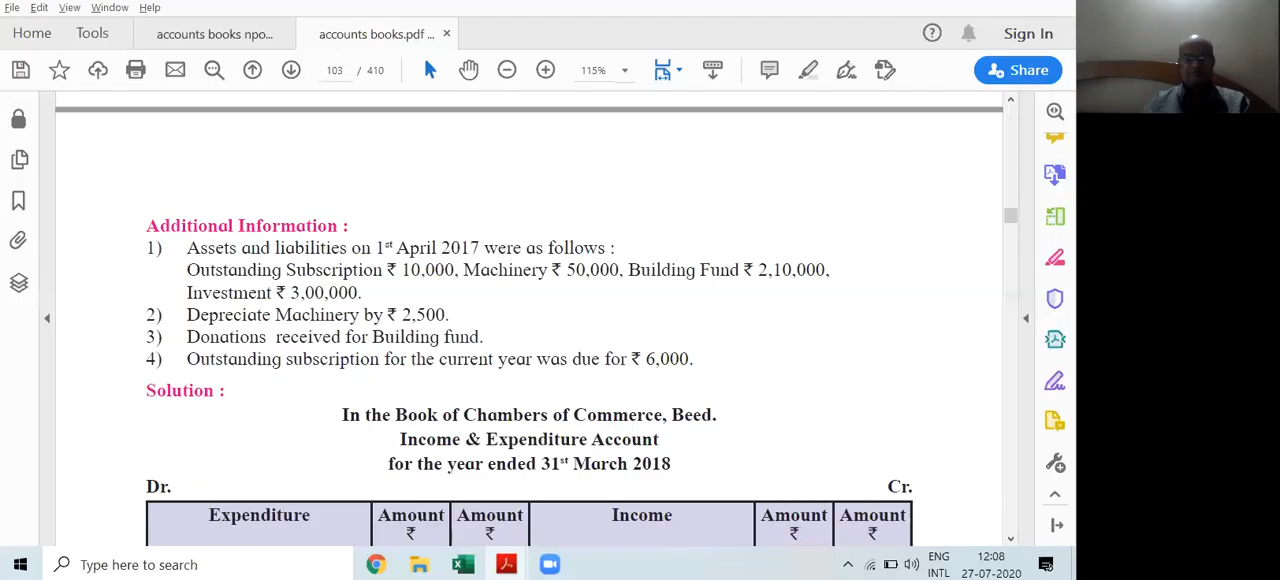 File Edit View Window Help
Home Tools accounts books npo... accounts books.pdf ... × Sign In
103 / 410 115% Share
Additional Information :
1) Assets and liabilities on 1st April 2017 were as follows :
Outstanding Subscription ₹ 10,000, Machinery ₹ 50,000, Building Fund ₹ 2,10,000,
Investment ₹ 3,00,000.
2) Depreciate Machinery by ₹ 2,500.
3) Donations received for Building fund.
4) Outstanding subscription for the current year was due for ₹ 6,000.
Solution :
In the Book of Chambers of Commerce, Beed.
Income & Expenditure Account
for the year ended 31st March 2018
Dr. Cr.
Expenditure Amount Amount Income Amount Amount
₹ ₹ ₹ ₹
Type here to search
ENG 12:08
INTL 27-07-2020